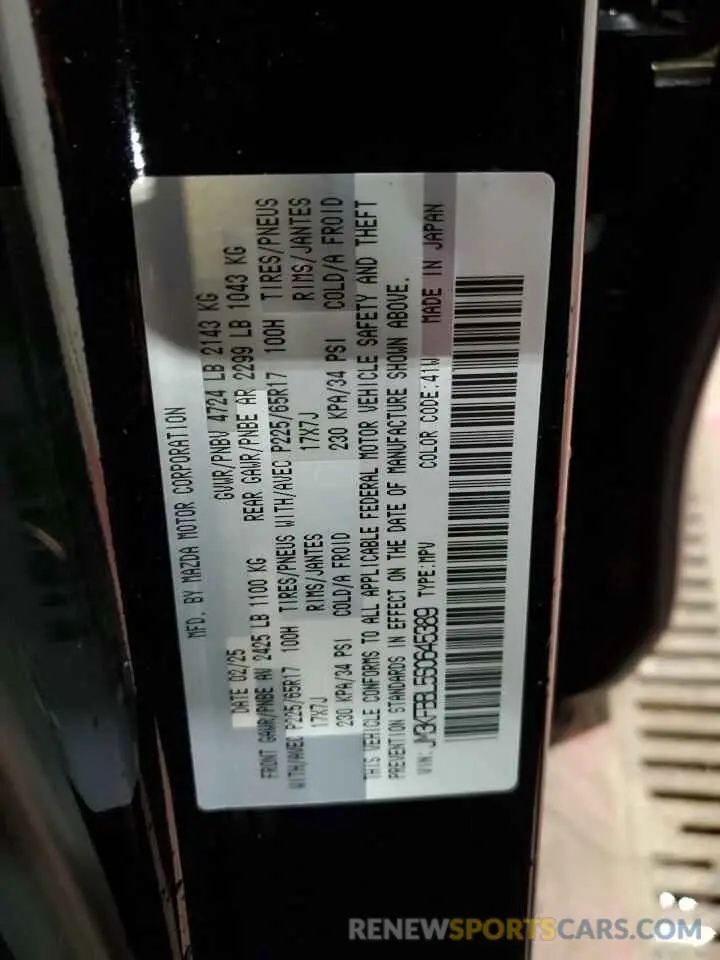 MFD. BY MAZDA MOTOR CORPORATION
DATE 02/25 GVWR/PNBV 4724 LB 2143 KG
FRONT GAWR/PNBE AV 2425 LB 1100 KG REAR GAWR/PNBE AR 2299 LB 1043 KG
WITH/AVEC P225/65R17 100H TIRES/PNEUS WITH/AVEC P225/65R17 100H TIRES/PNEUS
17X7J RIMS/JANTES 17X7J RIMS/JANTES
230 KPA/34 PSI COLD/A FROID 230 KPA/34 PSI COLD/A FROID
THIS VEHICLE CONFORMS TO ALL APPLICABLE FEDERAL MOTOR VEHICLE SAFETY AND THEFT
PREVENTION STANDARDS IN EFFECT ON THE DATE OF MANUFACTURE SHOWN ABOVE.
VIN: JM3KFBBL5S0645389 TYPE:MPV COLOR CODE:41W MADE IN JAPAN
RENEWSPORTSCARS.COM